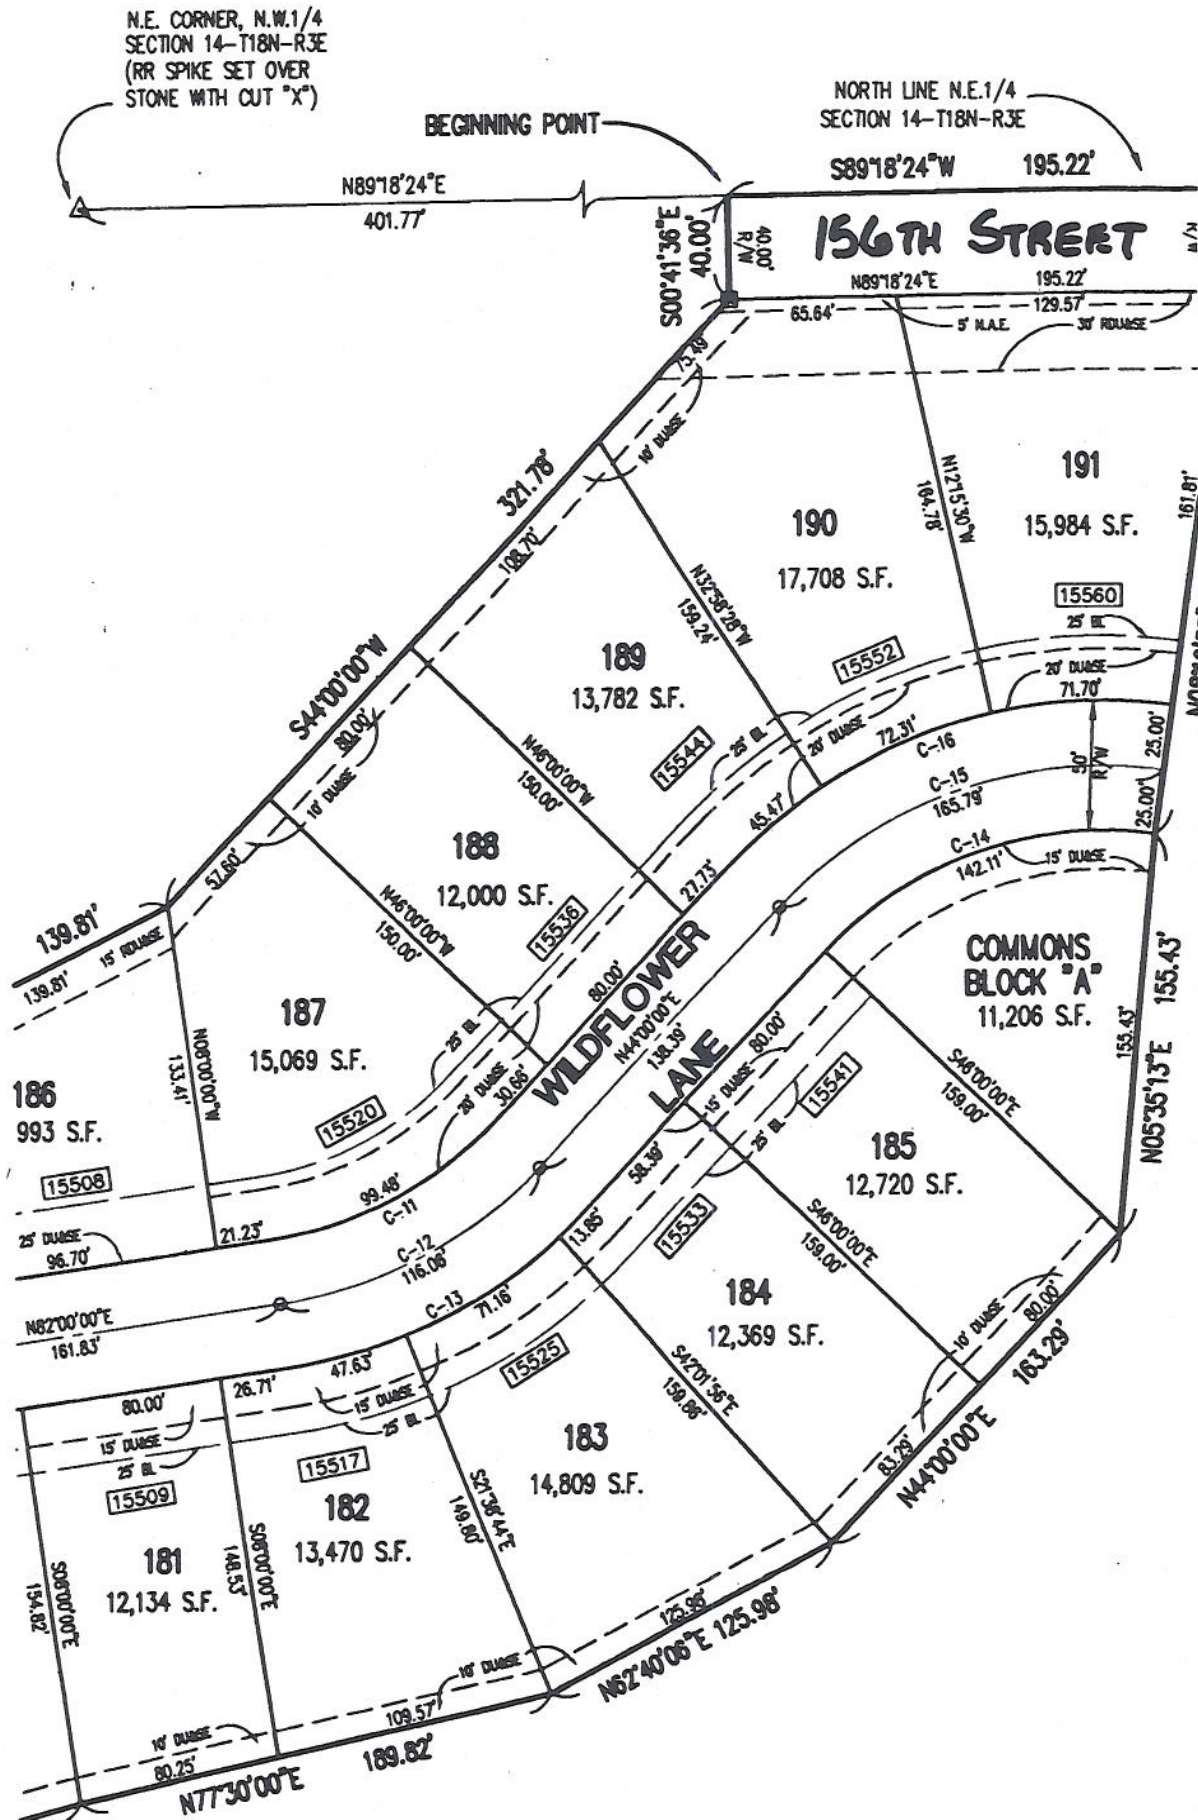 N.E. CORNER, N.W.1/4
SECTION 14-T18N-R3E
(RR SPIKE SET OVER
STONE WITH CUT "X")
BEGINNING POINT
NORTH LINE N.E.1/4
SECTION 14-T18N-R3E
S89°18'24"W 195.22'
N89°18'24"E
401.77'
S00°41'36"E
40.00'
40.00'
R/W
156TH STREET
R/W
N89°18'24"E 195.22'
65.64'
129.57'
5' N.A.E.
30' RDU&SE
75.49'
10' DU&SE
321.78'
108.70'
S44°00'00"W
80.00'
10' DU&SE
57.60'
191
15,984 S.F.
15560
25' BL
20' DU&SE
71.70'
161.81'
N12°15'30"W
164.78'
190
17,708 S.F.
15552
N32°58'28"W
159.24'
189
13,782 S.F.
15544
25' BL
20' DU&SE
72.31'
C-16
45.47'
27.73'
C-15
165.79'
50'
R/W
25.00'
25.00'
C-14
142.11'
15' DU&SE
N46°00'00"W
150.00'
188
12,000 S.F.
15536
N46°00'00"W
150.00'
80.00'
WILDFLOWER
LANE
N44°00'00"E
138.39'
COMMONS
BLOCK "A"
11,206 S.F.
155.43'
155.43'
N05°35'13"E
139.81'
139.81'
15' RDU&SE
187
15,069 S.F.
15520
25' BL
20' DU&SE
30.66'
N08°00'00"W
133.41'
186
993 S.F.
15508
25' DU&SE
96.70'
21.23'
99.48'
C-11
C-12
116.06'
C-13
71.16'
N82°00'00"E
161.83'
80.00'
15' DU&SE
25' BL
15541
S46°00'00"E
159.00'
185
12,720 S.F.
58.39'
13.85'
15533
S46°00'00"E
159.00'
184
12,369 S.F.
10' DU&SE
80.00'
163.29'
83.29'
N44°00'00"E
S42°01'56"E
159.86'
15525
183
14,809 S.F.
47.63'
26.71'
15' DU&SE
25' BL
80.00'
15' DU&SE
25' BL
15509
15517
182
13,470 S.F.
S21°38'44"E
149.80'
181
12,134 S.F.
S08°00'00"E
148.53'
S08°00'00"E
154.82'
125.98'
N62°40'06"E 125.98'
10' DU&SE
109.57'
10' DU&SE
80.25'
189.82'
N77°30'00"E